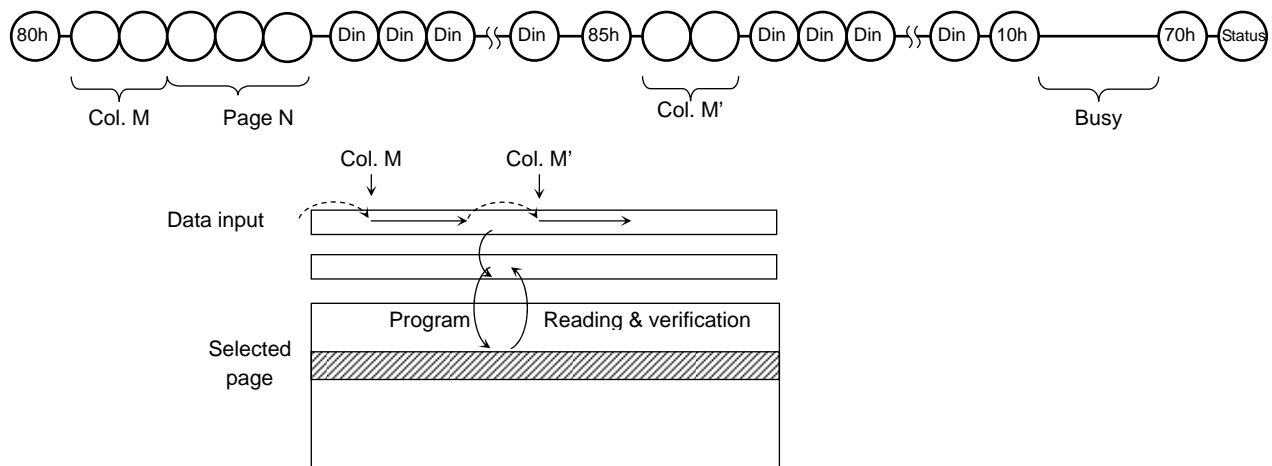 80h Din Din Din Din 85h Din Din Din Din 10h 70h Status
Col. M Page N Col. M’ Busy
Col. M Col. M’
Data input
Program Reading & verification
Selected
page